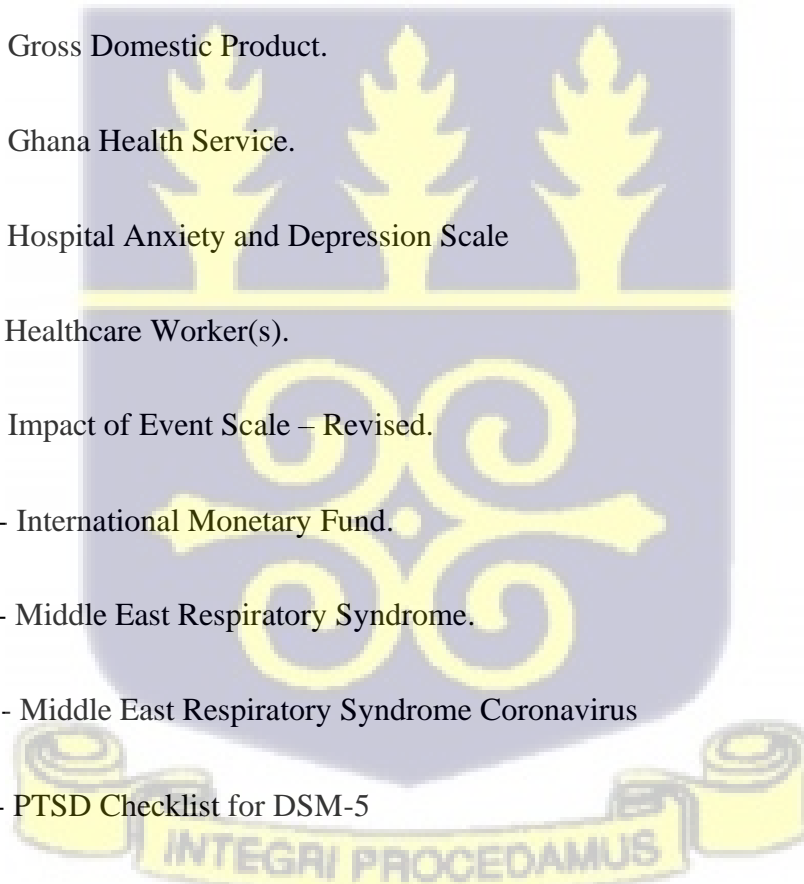 Gross Domestic Product.
Ghana Health Service.
Hospital Anxiety and Depression Scale
Healthcare Worker(s).
Impact of Event Scale – Revised.
- International Monetary Fund.
- Middle East Respiratory Syndrome.
- Middle East Respiratory Syndrome Coronavirus
- PTSD Checklist for DSM-5
INTEGRI PROCEDAMUS